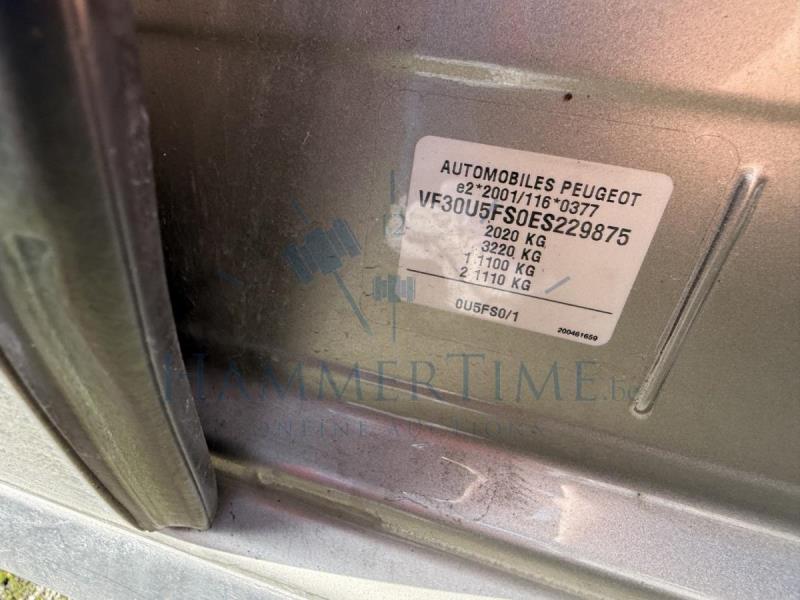 AUTOMOBILES PEUGEOT
e2*2001/116*0377
VF30U5FS0ES229875
2020 KG
3220 KG
1 1100 KG
2 1110 KG
0U5FS0/1
200461659
HAMMERTIME.be
ONLINE AUCTIONS